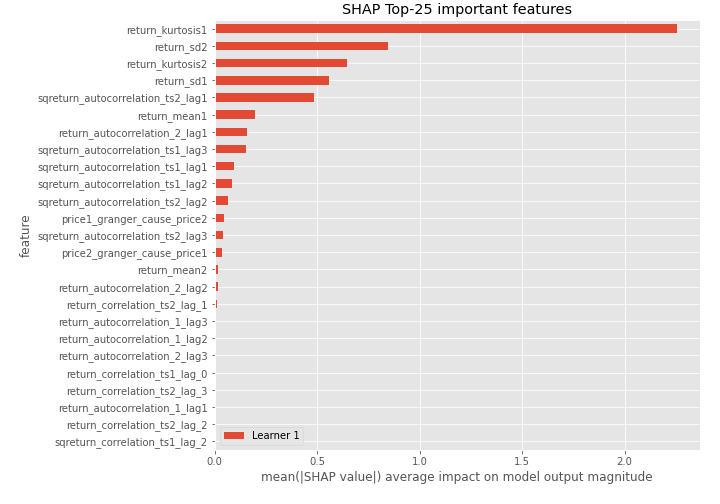 SHAP Top-25 important features
return_kurtosis1
return_sd2
return_kurtosis2
return_sd1
sqreturn_autocorrelation_ts2_lag1
return_mean1
return_autocorrelation_2_lag1
sqreturn_autocorrelation_ts1_lag3
sqreturn_autocorrelation_ts1_lag1
sqreturn_autocorrelation_ts1_lag2
sqreturn_autocorrelation_ts2_lag2
price1_granger_cause_price2
sqreturn_autocorrelation_ts2_lag3
price2_granger_cause_price1
return_mean2
return_autocorrelation_2_lag2
return_correlation_ts2_lag_1
return_autocorrelation_1_lag3
return_autocorrelation_1_lag2
return_autocorrelation_2_lag3
return_correlation_ts1_lag_0
return_correlation_ts2_lag_3
return_autocorrelation_1_lag1
return_correlation_ts2_lag_2
sqreturn_correlation_ts1_lag_2
feature
Learner 1
0.0 0.5 1.0 1.5 2.0
mean(|SHAP value|) average impact on model output magnitude